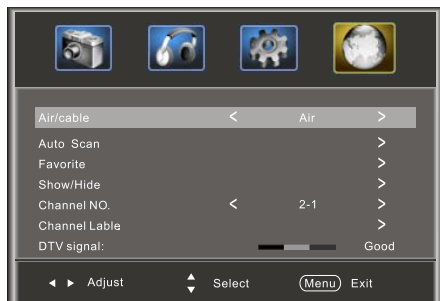 Air/cable < Air >
Auto Scan >
Favorite >
Show/Hide >
Channel NO. < 2-1 >
Channel Lable >
DTV signal: Good
◀ ▶ Adjust ▲▼ Select Menu Exit